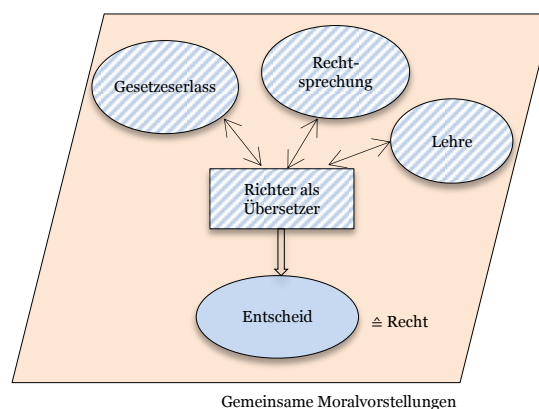 Gesetzeserlass
Recht-
sprechung
Lehre
Richter als
Übersetzer
Entscheid
≙ Recht
Gemeinsame Moralvorstellungen